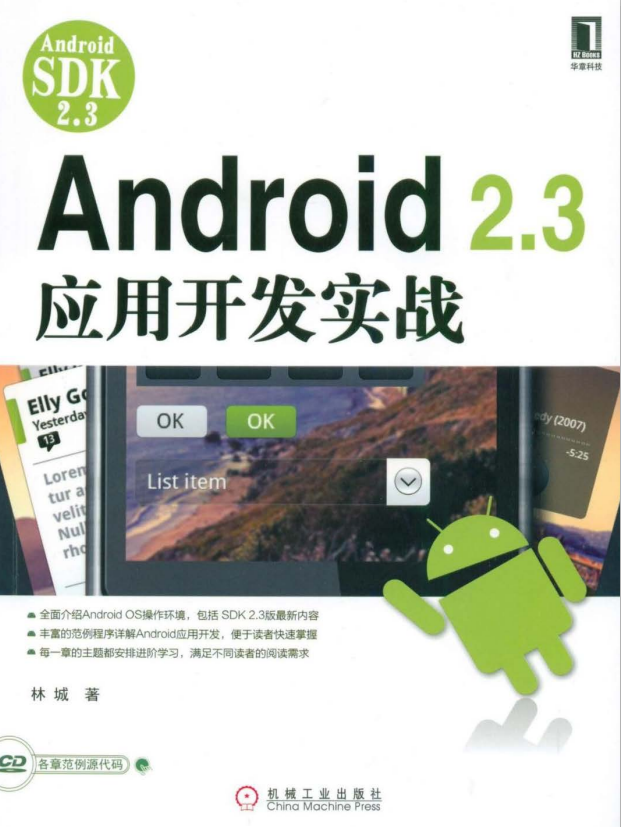 Android
SDK
2.3
HZ BOOKS
华章科技
Android 2.3
应用开发实战
Elly Go
Yesterda
13
Lorem
tur a
velit
Nul
rho
OK
OK
List item
edy (2007)
-5:25
全面介绍Android OS操作环境，包括 SDK 2.3版最新内容
丰富的范例程序详解Android应用开发，便于读者快速掌握
每一章的主题都安排进阶学习，满足不同读者的阅读需求
林 城 著
CD
各章范例源代码
机械工业出版社
China Machine Press